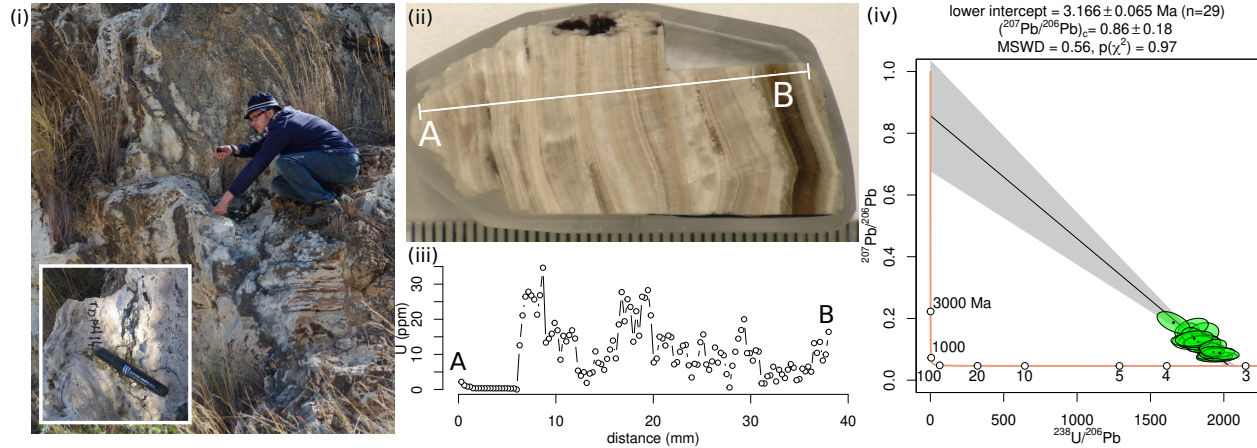 (i)
(ii)
A
B
(iii)
U (ppm)
0
10
20
30
A
B
0
10
20
30
40
distance (mm)
(iv)
lower intercept = 3.166±0.065 Ma (n=29)
(²⁰⁷Pb/²⁰⁶Pb)c= 0.86±0.18
MSWD = 0.56, p(χ²) = 0.97
²⁰⁷Pb/²⁰⁶Pb
0.0
0.2
0.4
0.6
0.8
1.0
3000 Ma
1000
100
20
10
5
4
3
0
500
1000
1500
2000
²³⁸U/²⁰⁶Pb